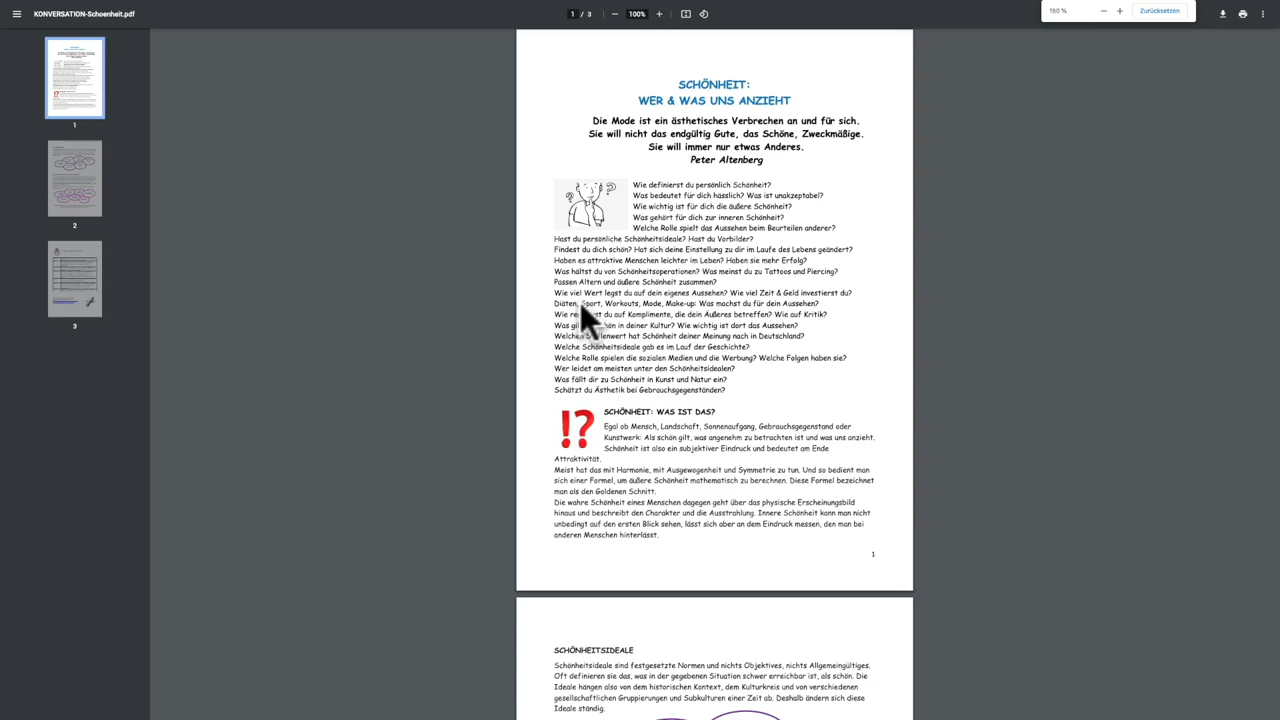 KONVERSATION-Schoenheit.pdf
1 / 3
100%
150 %
Zurücksetzen
1
2
3
SCHÖNHEIT:
WER & WAS UNS ANZIEHT
Die Mode ist ein ästhetisches Verbrechen an und für sich.
Sie will nicht das endgültig Gute, das Schöne, Zweckmäßige.
Sie will immer nur etwas Anderes.
Peter Altenberg
Wie definierst du persönlich Schönheit?
Was bedeutet für dich hässlich? Was ist unakzeptabel?
Wie wichtig ist für dich die äußere Schönheit?
Was gehört für dich zur inneren Schönheit?
Welche Rolle spielt das Aussehen beim Beurteilen anderer?
Hast du persönliche Schönheitsideale? Hast du Vorbilder?
Findest du dich schön? Hat sich deine Einstellung zu dir im Laufe des Lebens geändert?
Haben es attraktive Menschen leichter im Leben? Haben sie mehr Erfolg?
Was hältst du von Schönheitsoperationen? Was meinst du zu Tattoos und Piercing?
Passen Altern und äußere Schönheit zusammen?
Wie viel Wert legst du auf dein eigenes Aussehen? Wie viel Zeit & Geld investierst du?
Diäten, Sport, Workouts, Mode, Make-up: Was machst du für dein Aussehen?
Wie du auf Komplimente, die dein Äußeres betreffen? Wie auf Kritik?
Was in deiner Kultur? Wie wichtig ist dort das Aussehen?
Welchen hat Schönheit deiner Meinung nach in Deutschland?
Welche Schönheitsideale gab es im Lauf der Geschichte?
Welche Rolle spielen die sozialen Medien und die Werbung? Welche Folgen haben sie?
Wer leidet am meisten unter den Schönheitsidealen?
Was fällt dir zu Schönheit in Kunst und Natur ein?
Schätzt du Ästhetik bei Gebrauchsgegenständen?
!?
SCHÖNHEIT: WAS IST DAS?
Egal ob Mensch, Landschaft, Sonnenaufgang, Gebrauchsgegenstand oder
Kunstwerk: Als schön gilt, was angenehm zu betrachten ist und was uns anzieht.
Schönheit ist also ein subjektiver Eindruck und bedeutet am Ende
Attraktivität.
Meist hat das mit Harmonie, mit Ausgewogenheit und Symmetrie zu tun. Und so bedient man
sich einer Formel, um äußere Schönheit mathematisch zu berechnen. Diese Formel bezeichnet
man als den Goldenen Schnitt.
Die wahre Schönheit eines Menschen dagegen geht über das physische Erscheinungsbild
hinaus und beschreibt den Charakter und die Ausstrahlung. Innere Schönheit kann man nicht
unbedingt auf den ersten Blick sehen, lässt sich aber an dem Eindruck messen, den man bei
anderen Menschen hinterlässt.
1
SCHÖNHEITSIDEALE
Schönheitsideale sind festgesetzte Normen und nichts Objektives, nichts Allgemeingültiges.
Oft definieren sie das, was in der gegebenen Situation schwer erreichbar ist, als schön. Die
Ideale hängen also von dem historischen Kontext, dem Kulturkreis und von verschiedenen
gesellschaftlichen Gruppierungen und Subkulturen einer Zeit ab. Deshalb ändern sich diese
Ideale ständig.